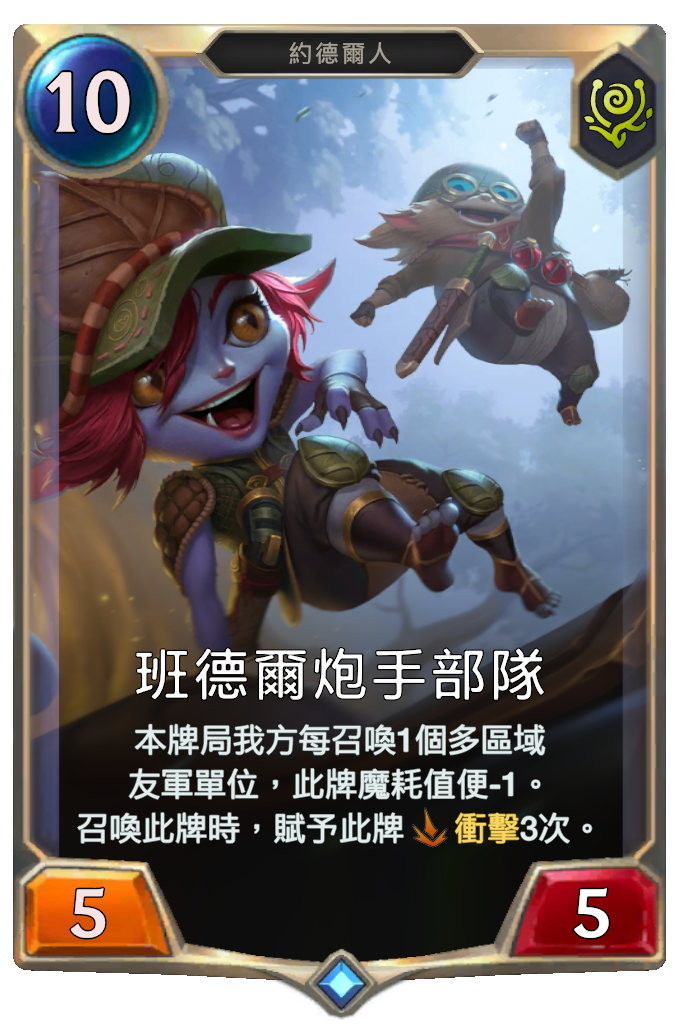 約德爾人
10
班德爾炮手部隊
本牌局我方每召喚1個多區域
友軍單位，此牌魔耗值便-1。
召喚此牌時，賦予此牌衝擊3次。
5
5